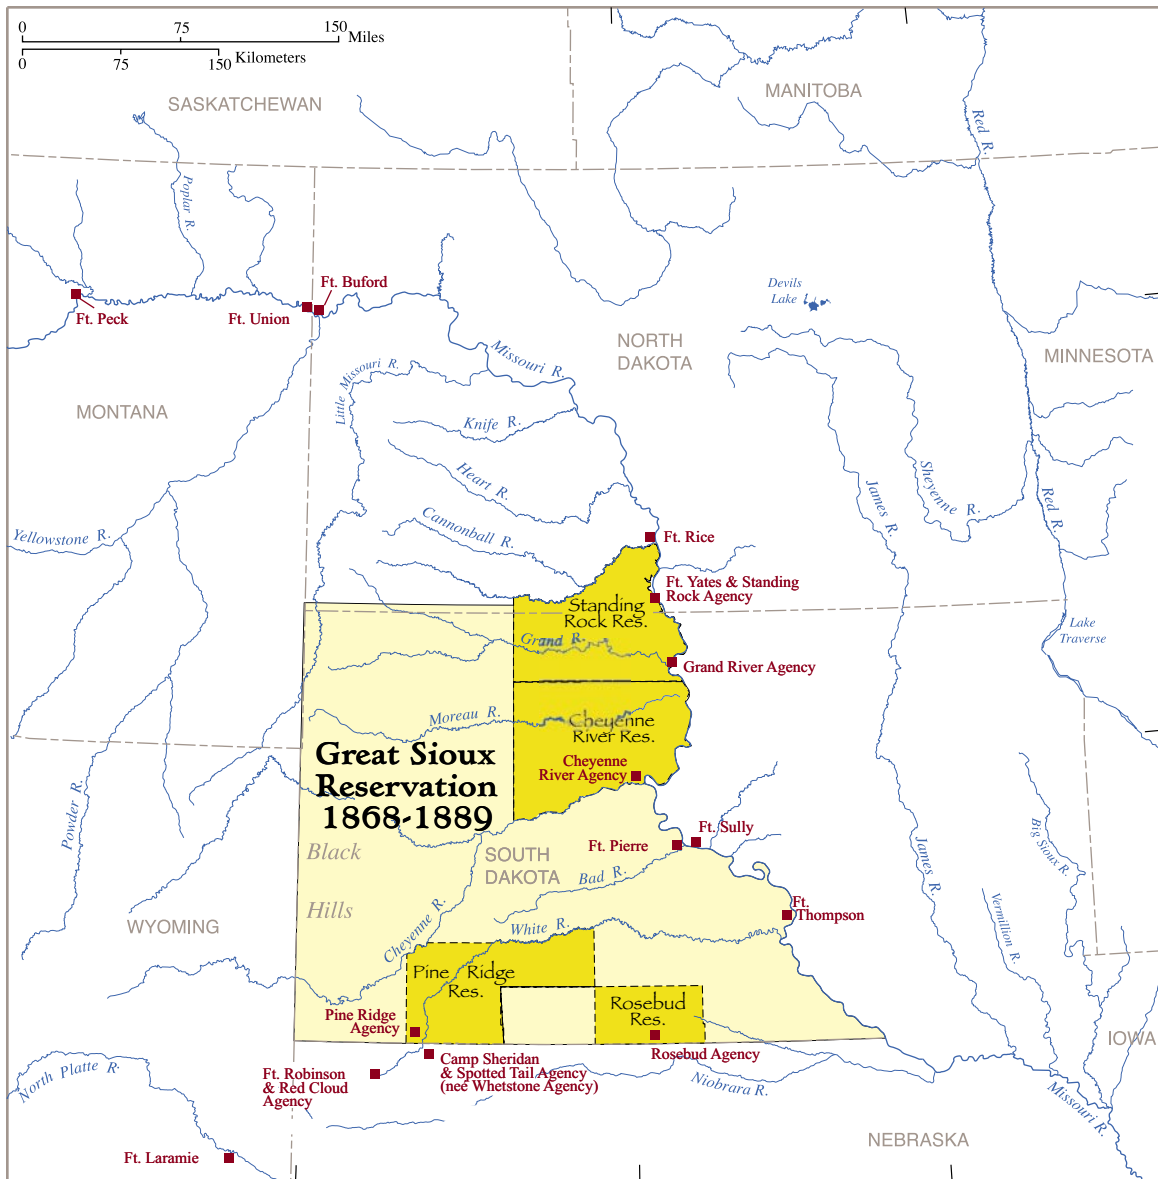 0 75 150
Miles
0 75 150 Kilometers
SASKATCHEWAN
MANITOBA
Red R.
Poplar R.
Ft. Buford
Devils
Lake
Ft. Peck
Ft. Union
Missouri R.
NORTH
DAKOTA
MINNESOTA
Little Missouri R.
MONTANA
Knife R.
Heart R.
Sheyenne R.
James R.
Red R.
Cannonball R.
Yellowstone R.
Ft. Rice
Ft. Yates & Standing
Rock Agency
Standing
Rock Res.
Lake
Traverse
Grand R.
Grand River Agency
Moreau R.
Cheyenne
River Res.
Great Sioux
Reservation
1868-1889
Cheyenne
River Agency
Powder R.
Ft. Sully
Ft. Pierre
Big Sioux R.
Black
Hills
SOUTH
DAKOTA
Bad R.
James R.
Ft.
Thompson
WYOMING
Cheyenne R.
White R.
Vermillion R.
Pine Ridge
Res.
Rosebud
Res.
Pine Ridge
Agency
IOWA
Rosebud Agency
Camp Sheridan
& Spotted Tail Agency
(neé Whetstone Agency)
Ft. Robinson
& Red Cloud
Agency
North Platte R.
Niobrara R.
Missouri R.
NEBRASKA
Ft. Laramie